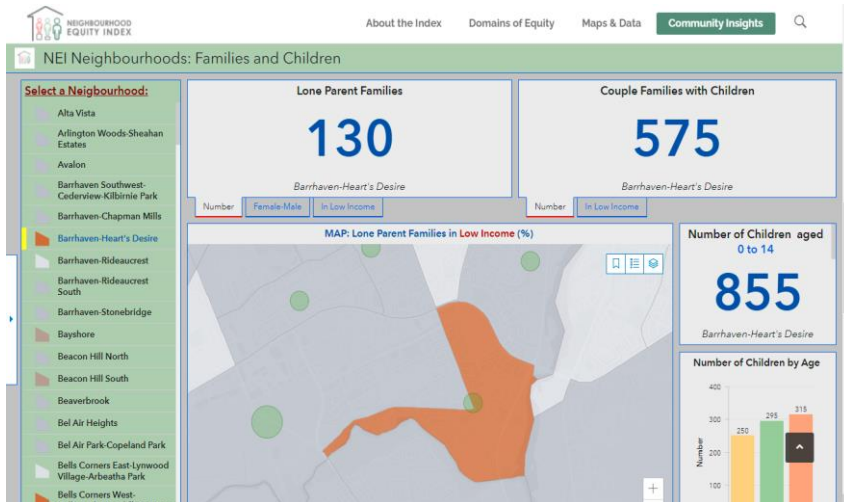 NEIGHBOURHOOD
EQUITY INDEX
About the Index
Domains of Equity
Maps & Data
Community Insights
NEI Neighbourhoods: Families and Children
Select a Neigbourhood:
Alta Vista
Arlington Woods-Sheahan
Estates
Avalon
Barrhaven Southwest-
Cederview-Kilbirnie Park
Barrhaven-Chapman Mills
Barrhaven-Heart's Desire
Barrhaven-Rideaucrest
Barrhaven-Rideaucrest
South
Barrhaven-Stonebridge
Bayshore
Beacon Hill North
Beacon Hill South
Beaverbrook
Bel Air Heights
Bel Air Park-Copeland Park
Bells Corners East-Lynwood
Village-Arbeatha Park
Bells Corners West-
Lone Parent Families
130
Barrhaven-Heart's Desire
Number
Female-Male
In Low Income
Couple Families with Children
575
Barrhaven-Heart's Desire
Number
In Low Income
MAP: Lone Parent Families in Low Income (%)
Number of Children aged
0 to 14
855
Barrhaven-Heart's Desire
Number of Children by Age
Number
400
300
200
100
250
295
315